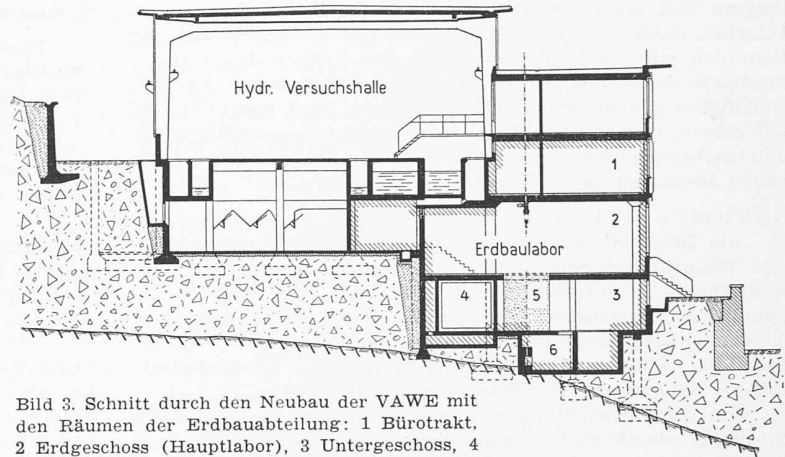 Hydr. Versuchshalle
1
2
Erdbaulabor
4
5
3
6
Bild 3. Schnitt durch den Neubau der VAWE mit
den Räumen der Erdbauabteilung: 1 Bürotrakt,
2 Erdgeschoss (Hauptlabor), 3 Untergeschoss, 4